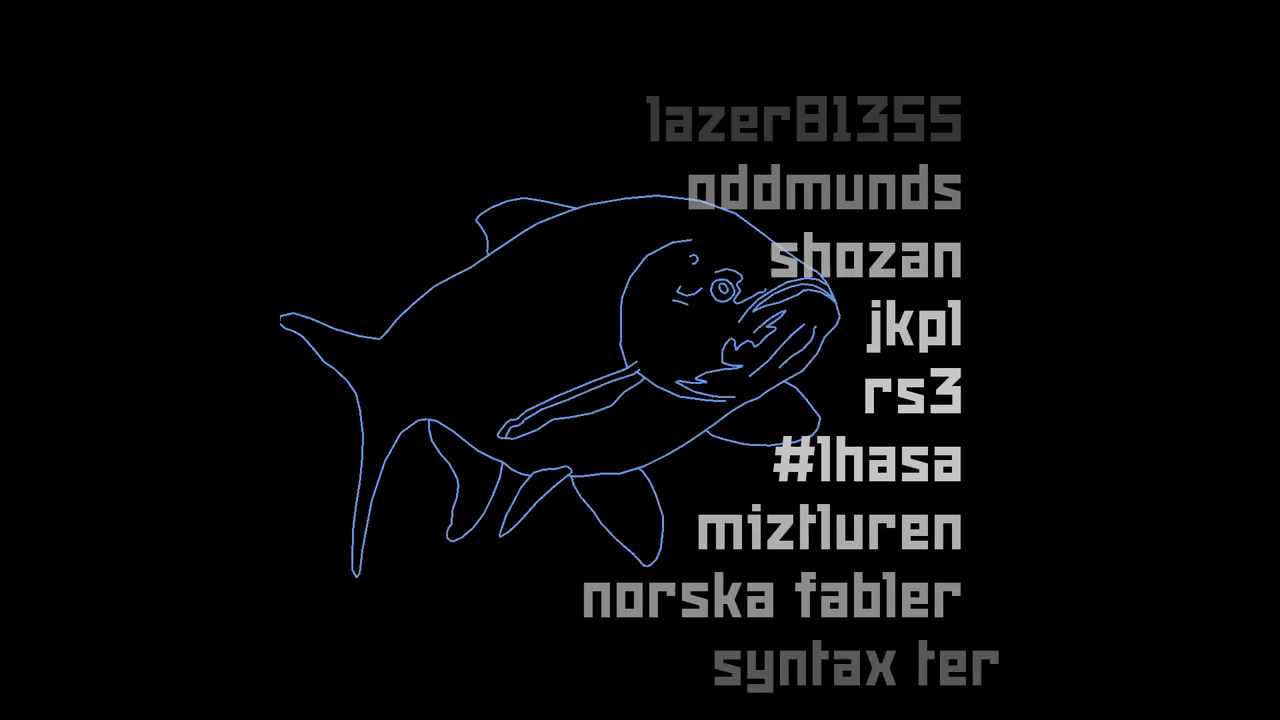 lazer81355
oddmunds
shozan
jkpl
rs3
#lhasa
miztluren
norska fabler
syntax ter